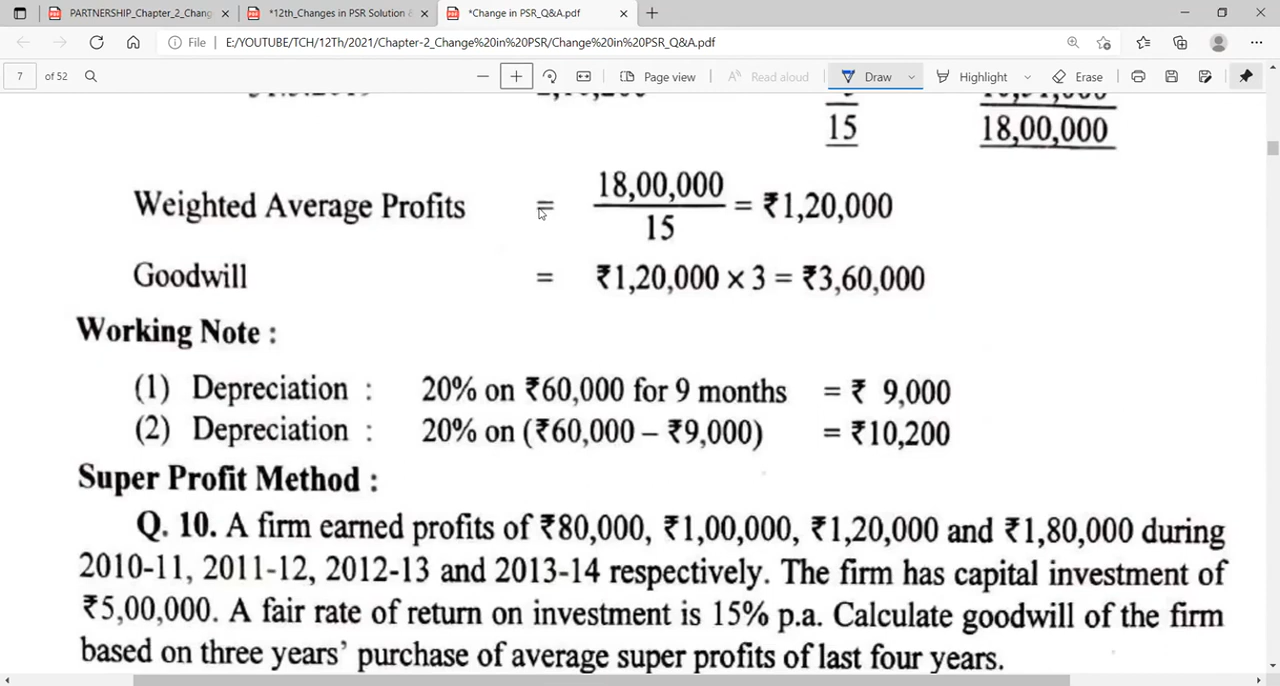 PARTNERSHIP_Chapter_2_Chang
*12th_Changes in PSR Solution &
*Change in PSR_Q&A.pdf
File | E:/YOUTUBE/TCH/12Th/2021/Chapter-2_Change%20in%20PSR/Change%20in%20PSR_Q&A.pdf
7 of 52 Page view Read aloud Draw Highlight Erase
15 18,00,000
Weighted Average Profits = 18,00,000 / 15 = ₹1,20,000
Goodwill = ₹1,20,000 × 3 = ₹3,60,000
Working Note :
(1) Depreciation : 20% on ₹60,000 for 9 months = ₹ 9,000
(2) Depreciation : 20% on (₹60,000 – ₹9,000) = ₹10,200
Super Profit Method :
Q. 10. A firm earned profits of ₹80,000, ₹1,00,000, ₹1,20,000 and ₹1,80,000 during
2010-11, 2011-12, 2012-13 and 2013-14 respectively. The firm has capital investment of
₹5,00,000. A fair rate of return on investment is 15% p.a. Calculate goodwill of the firm
based on three years' purchase of average super profits of last four years.